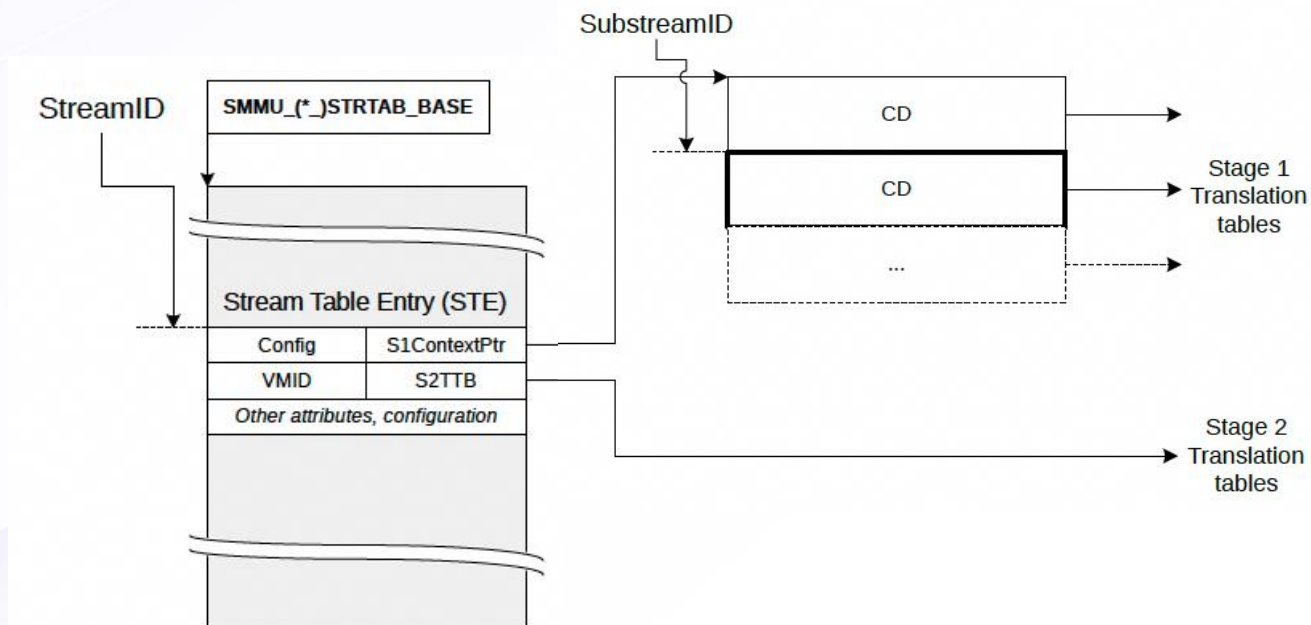 SubstreamID
StreamID
SMMU_(*_)STRTAB_BASE
CD
CD
...
Stage 1
Translation
tables
Stream Table Entry (STE)
Config S1ContextPtr
VMID S2TTB
Other attributes, configuration
Stage 2
Translation
tables